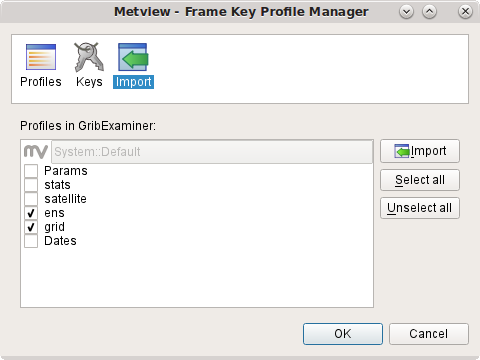 Metview - Frame Key Profile Manager
Profiles Keys Import
Profiles in GribExaminer:
mv System::Default
Params
stats
satellite
ens
grid
Dates
Import
Select all
Unselect all
OK Cancel